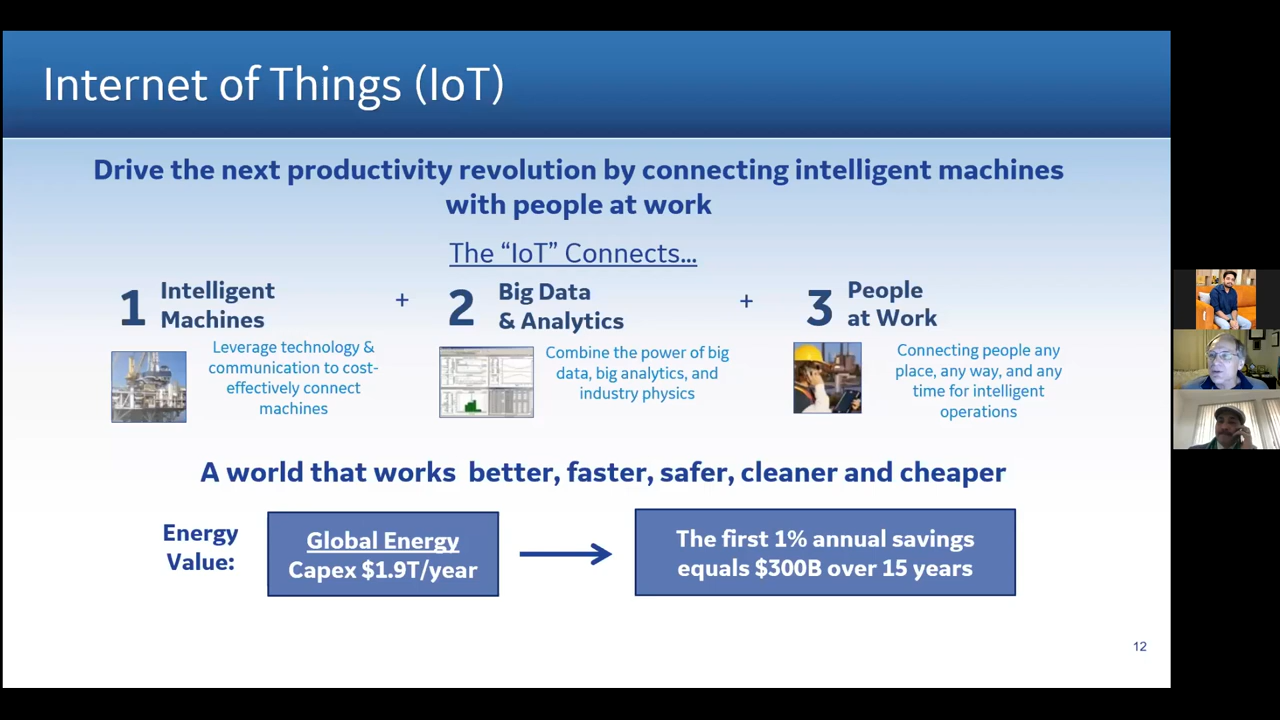 Internet of Things (IoT)
Drive the next productivity revolution by connecting intelligent machines
with people at work
The “IoT” Connects...
1 Intelligent
Machines
+
2 Big Data
& Analytics
+
3 People
at Work
Leverage technology &
communication to cost-
effectively connect
machines
Combine the power of big
data, big analytics, and
industry physics
Connecting people any
place, any way, and any
time for intelligent
operations
A world that works better, faster, safer, cleaner and cheaper
Energy
Value:
Global Energy
Capex $1.9T/year
The first 1% annual savings
equals $300B over 15 years
12